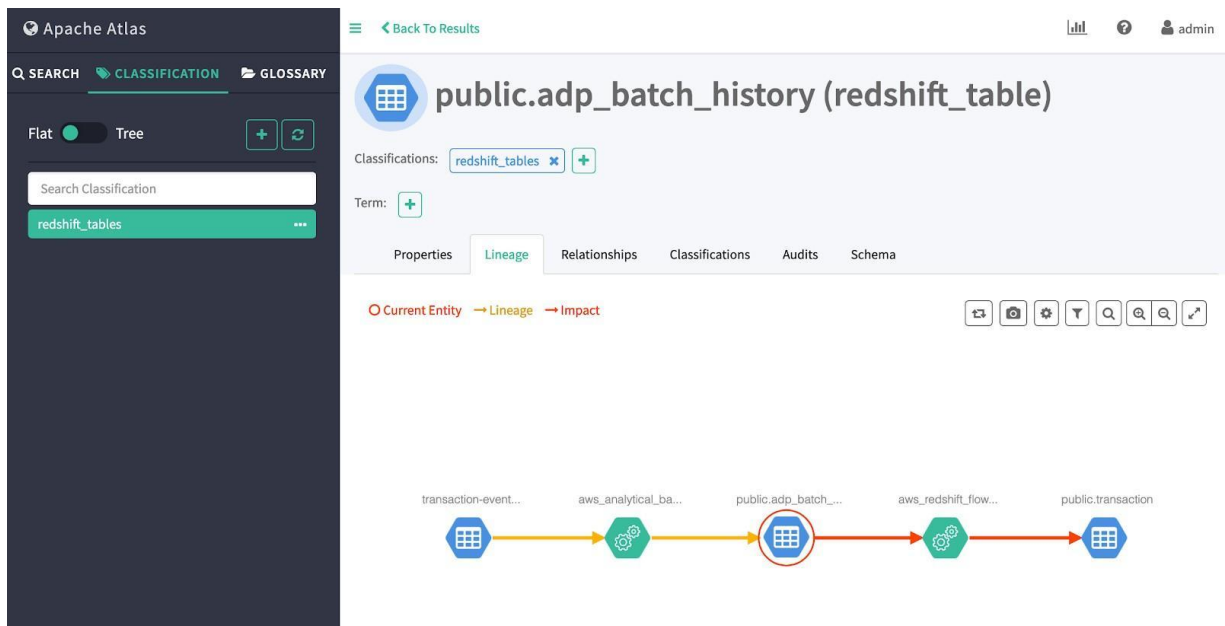 Apache Atlas
SEARCH CLASSIFICATION GLOSSARY
Flat Tree
Search Classification
redshift_tables
Back To Results
admin
public.adp_batch_history (redshift_table)
Classifications: redshift_tables
Term:
Properties Lineage Relationships Classifications Audits Schema
Current Entity Lineage Impact
transaction-event... aws_analytical_ba... public.adp_batch_... aws_redshift_flow... public.transaction